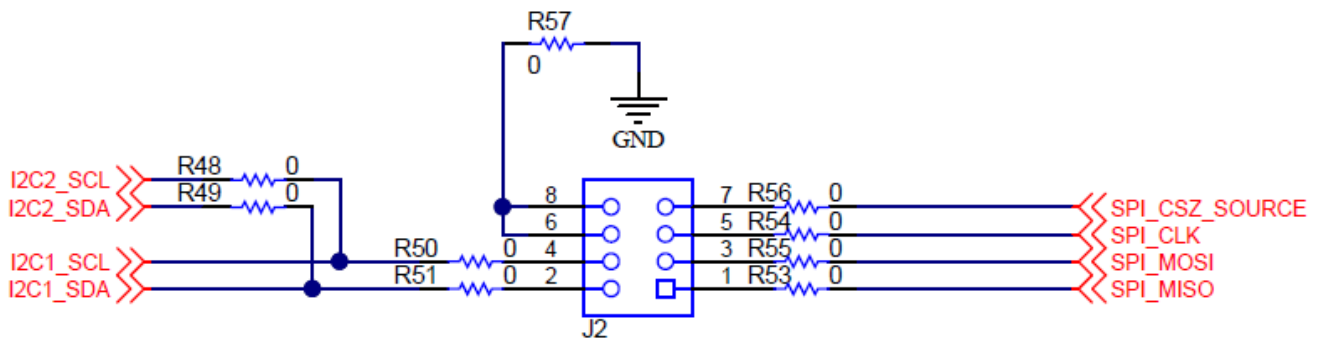 R57
0
GND
I2C2_SCL R48 0
I2C2_SDA R49 0
8 7 R56 0 SPI_CSZ_SOURCE
6 5 R54 0 SPI_CLK
I2C1_SCL R50 0 4 3 R55 0 SPI_MOSI
I2C1_SDA R51 0 2 1 R53 0 SPI_MISO
J2